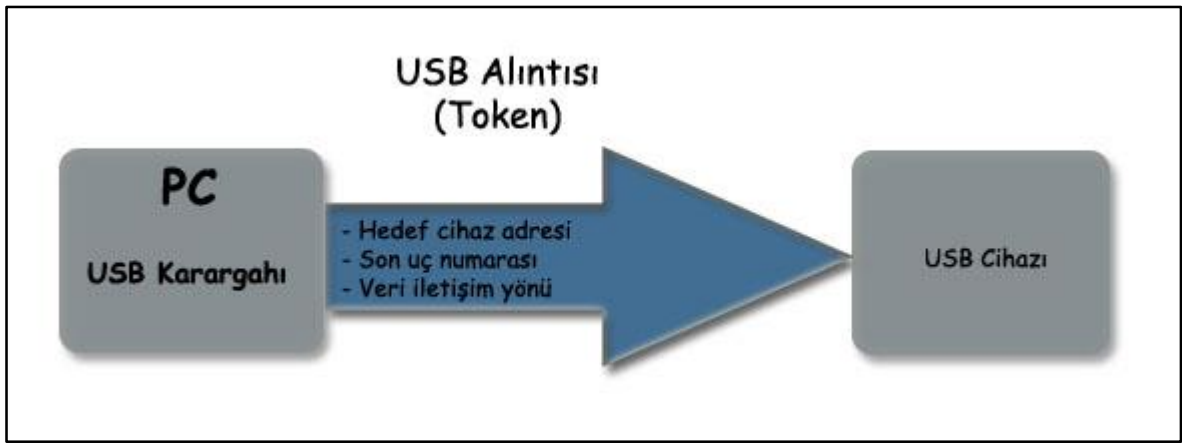 USB Alıntısı
(Token)
PC
USB Karargahı
- Hedef cihaz adresi
- Son uç numarası
- Veri iletişim yönü
USB Cihazı